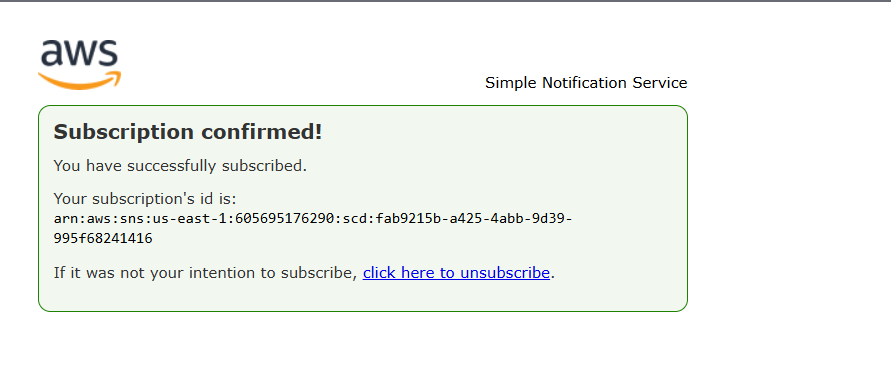 aws
Simple Notification Service
Subscription confirmed!
You have successfully subscribed.
Your subscription's id is:
arn:aws:sns:us-east-1:605695176290:scd:fab9215b-a425-4abb-9d39-
995f68241416
If it was not your intention to subscribe, click here to unsubscribe.